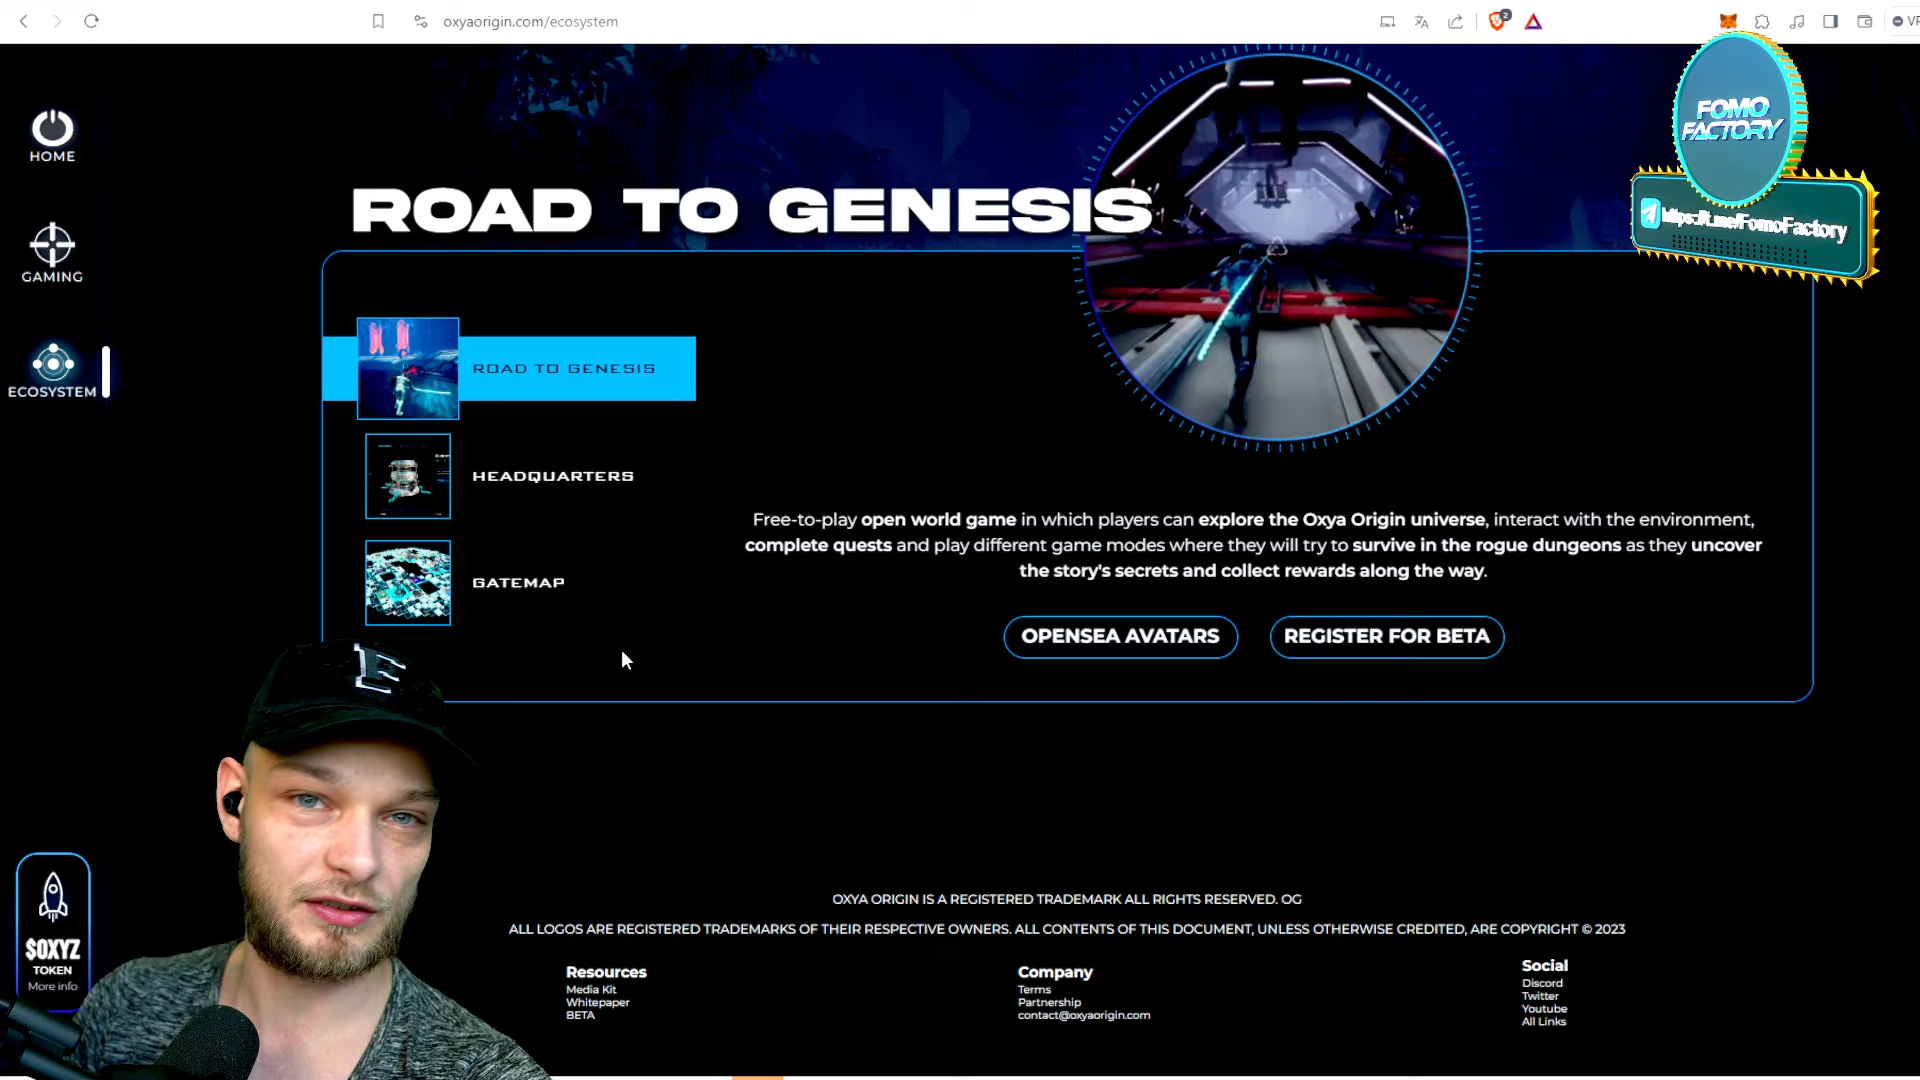 oxyaorigin.com/ecosystem
2
VP
FOMO
FACTORY
https://t.me/FomoFactory
HOME
GAMING
ECOSYSTEM
ROAD TO GENESIS
ROAD TO GENESIS
HEADQUARTERS
GATEMAP
Free-to-play open world game in which players can explore the Oxya Origin universe, interact with the environment,
complete quests and play different game modes where they will try to survive in the rogue dungeons as they uncover
the story's secrets and collect rewards along the way.
OPENSEA AVATARS
REGISTER FOR BETA
E
$OXYZ
TOKEN
More info
OXYA ORIGIN IS A REGISTERED TRADEMARK ALL RIGHTS RESERVED. OG
ALL LOGOS ARE REGISTERED TRADEMARKS OF THEIR RESPECTIVE OWNERS. ALL CONTENTS OF THIS DOCUMENT, UNLESS OTHERWISE CREDITED, ARE COPYRIGHT © 2023
Resources
Media Kit
Whitepaper
BETA
Company
Terms
Partnership
contact@oxyaorigin.com
Social
Discord
Twitter
Youtube
All Links